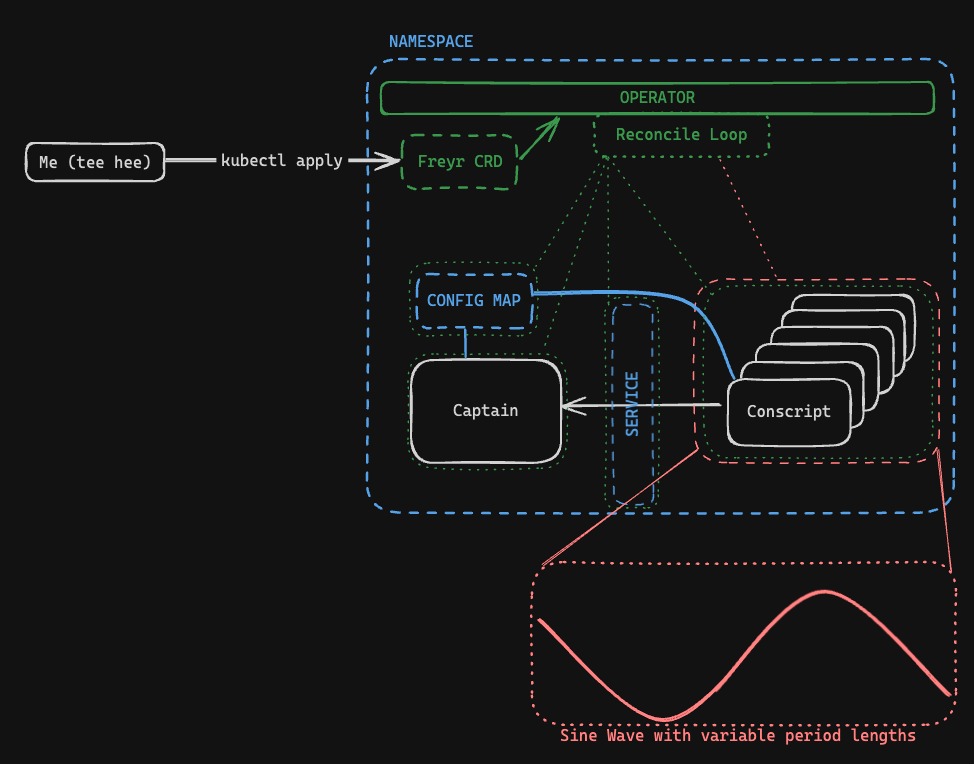 NAMESPACE
OPERATOR
Reconcile Loop
Me (tee hee)
kubectl apply
Freyr CRD
CONFIG MAP
SERVICE
Captain
Conscript
Sine Wave with variable period lengths